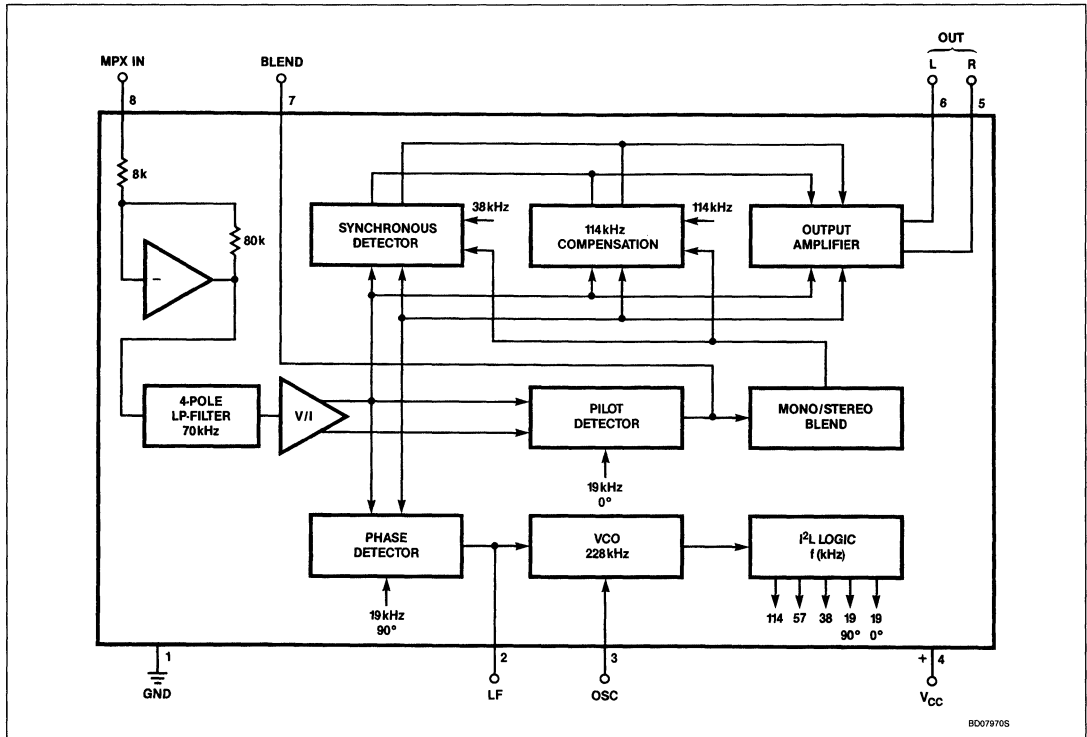 OUT
MPX IN
BLEND
L
R
8
7
6
5
8k
80k
38kHz
114kHz
SYNCHRONOUS
DETECTOR
114kHz
COMPENSATION
OUTPUT
AMPLIFIER
−
4-POLE
LP-FILTER
70kHz
V/I
PILOT
DETECTOR
MONO/STEREO
BLEND
19kHz
0°
PHASE
DETECTOR
VCO
228kHz
I²L LOGIC
f (kHz)
19kHz
90°
114
57
38
19
90°
19
0°
1
2
3
+ 4
GND
LF
OSC
VCC
BD07970S